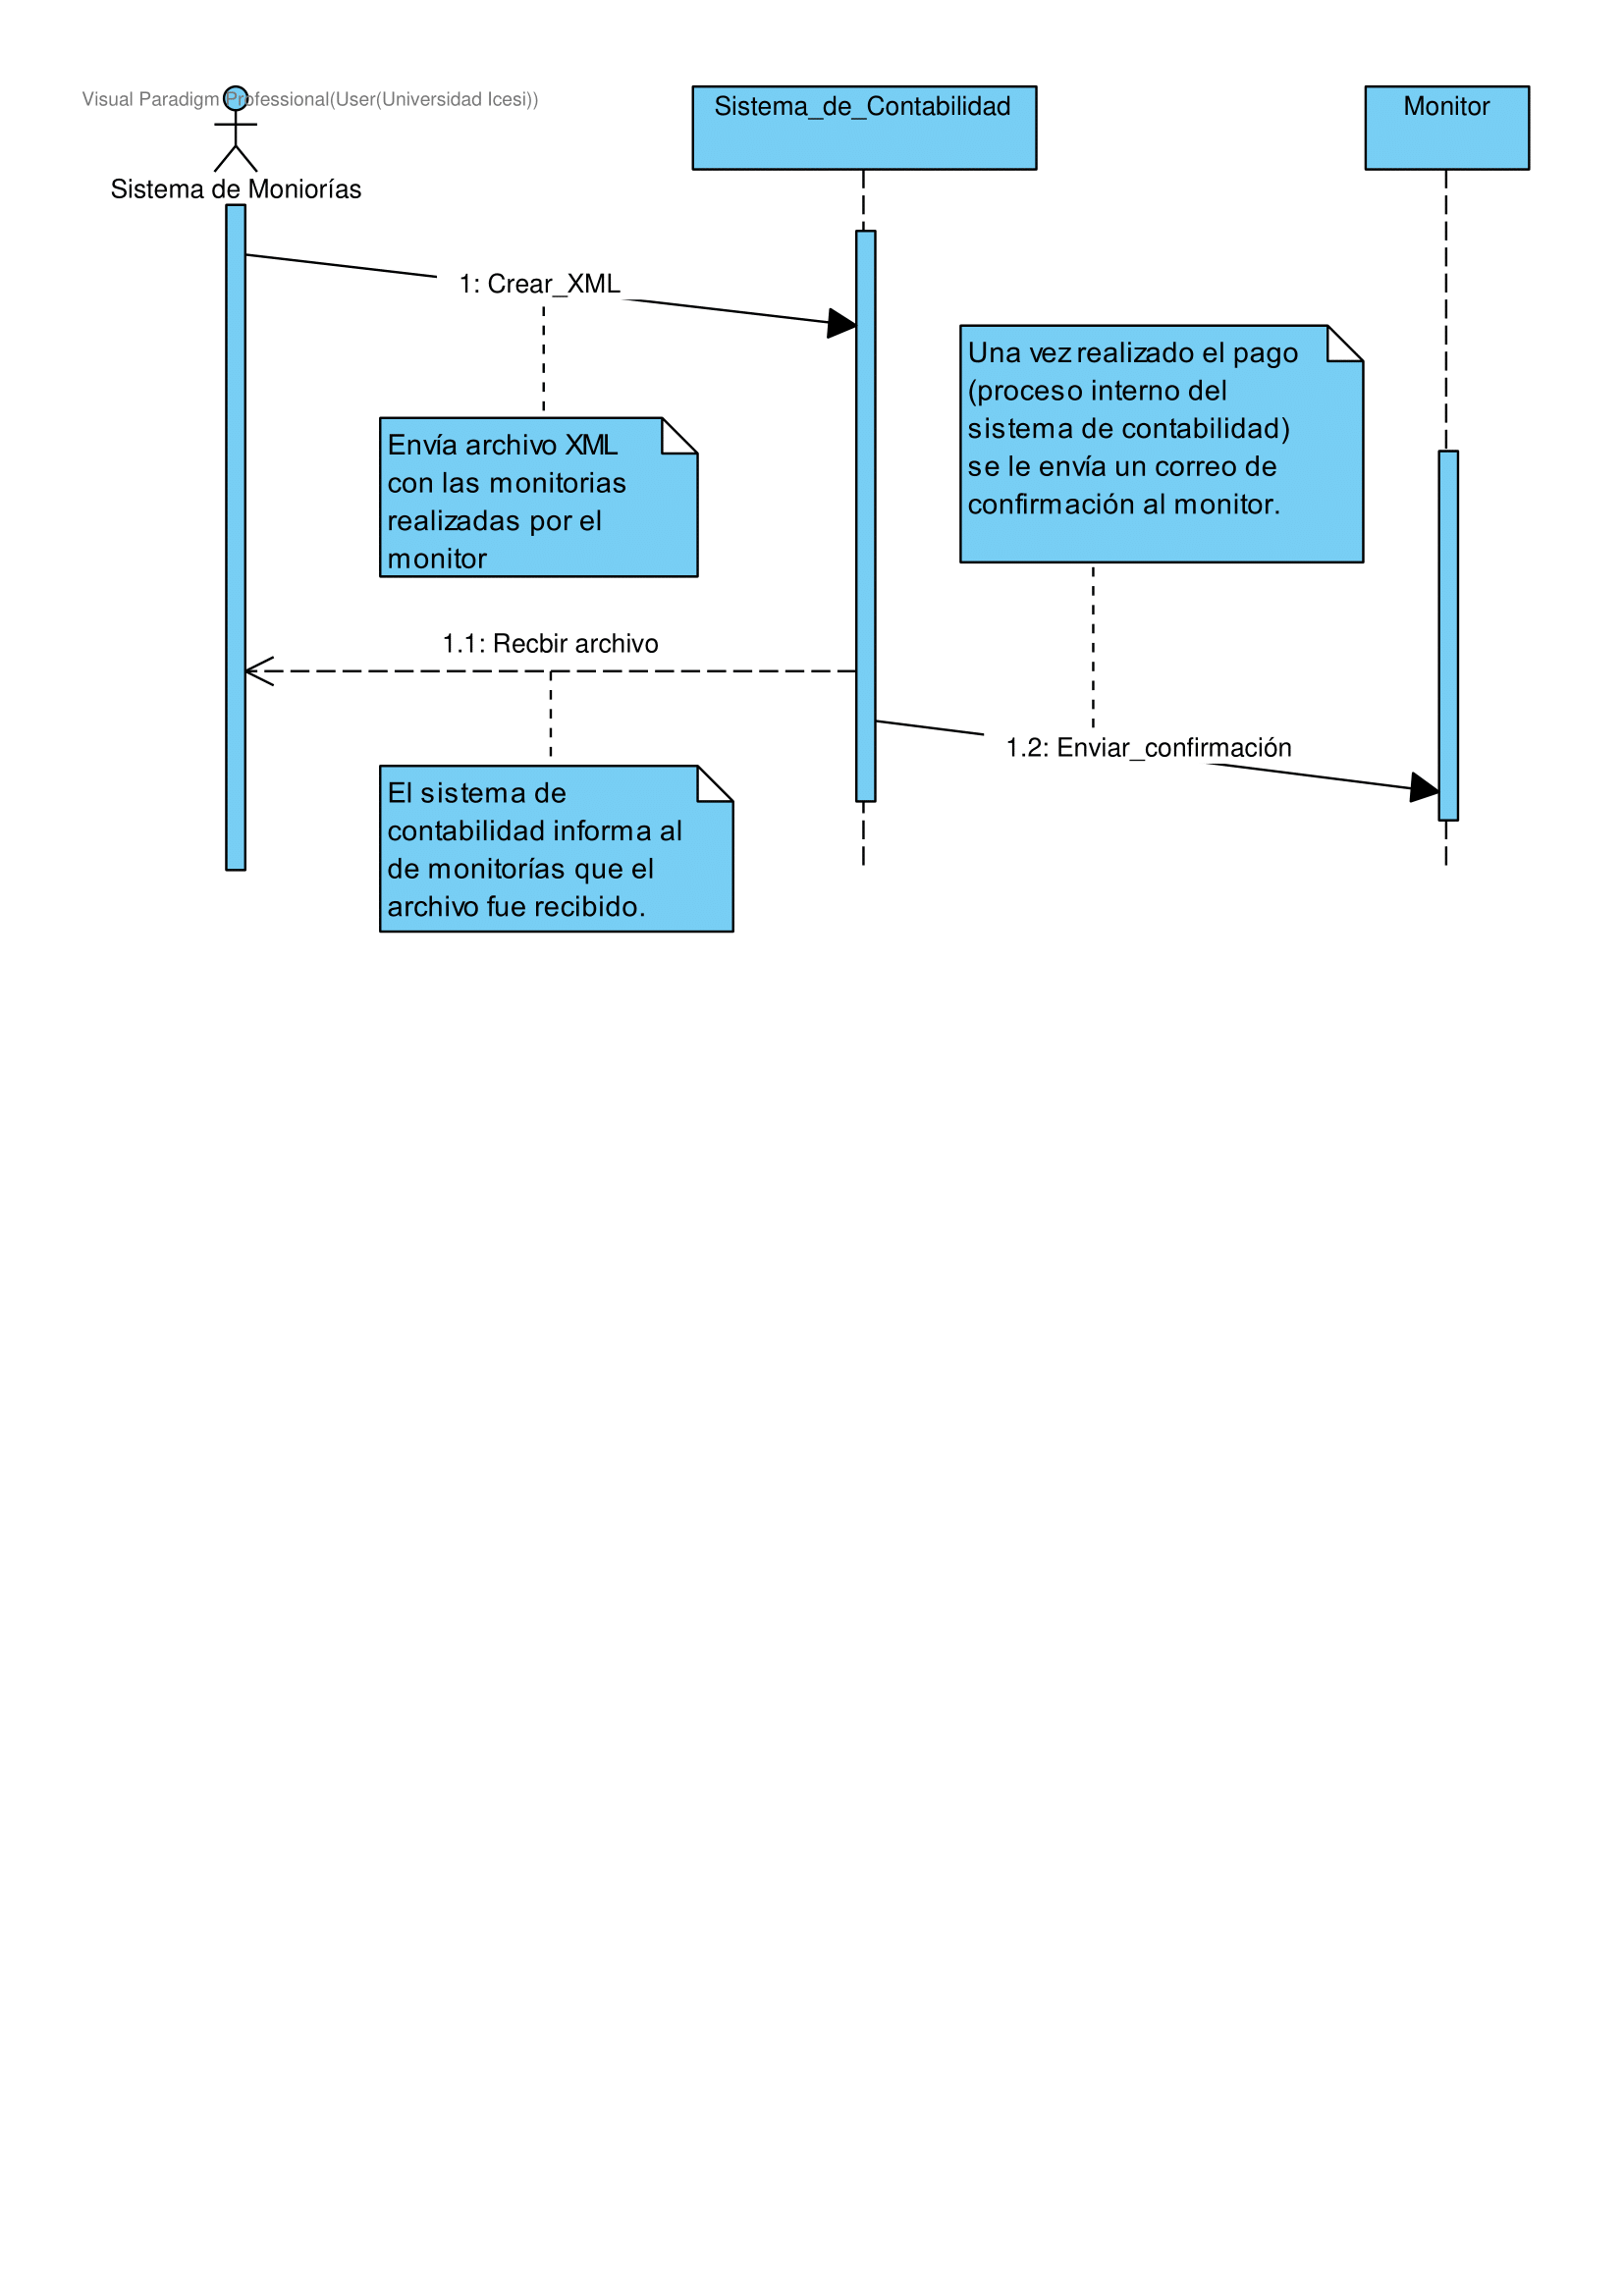 Visual Paradigm Professional(User(Universidad Icesi))
Sistema de Moniorías
Sistema_de_Contabilidad
Monitor
1: Crear_XML
Una vez realizado el pago
(proceso interno del
sistema de contabilidad)
se le envía un correo de
confirmación al monitor.
Envía archivo XML
con las monitorias
realizadas por el
monitor
1.1: Recbir archivo
1.2: Enviar_confirmación
El sistema de
contabilidad informa al
de monitorías que el
archivo fue recibido.